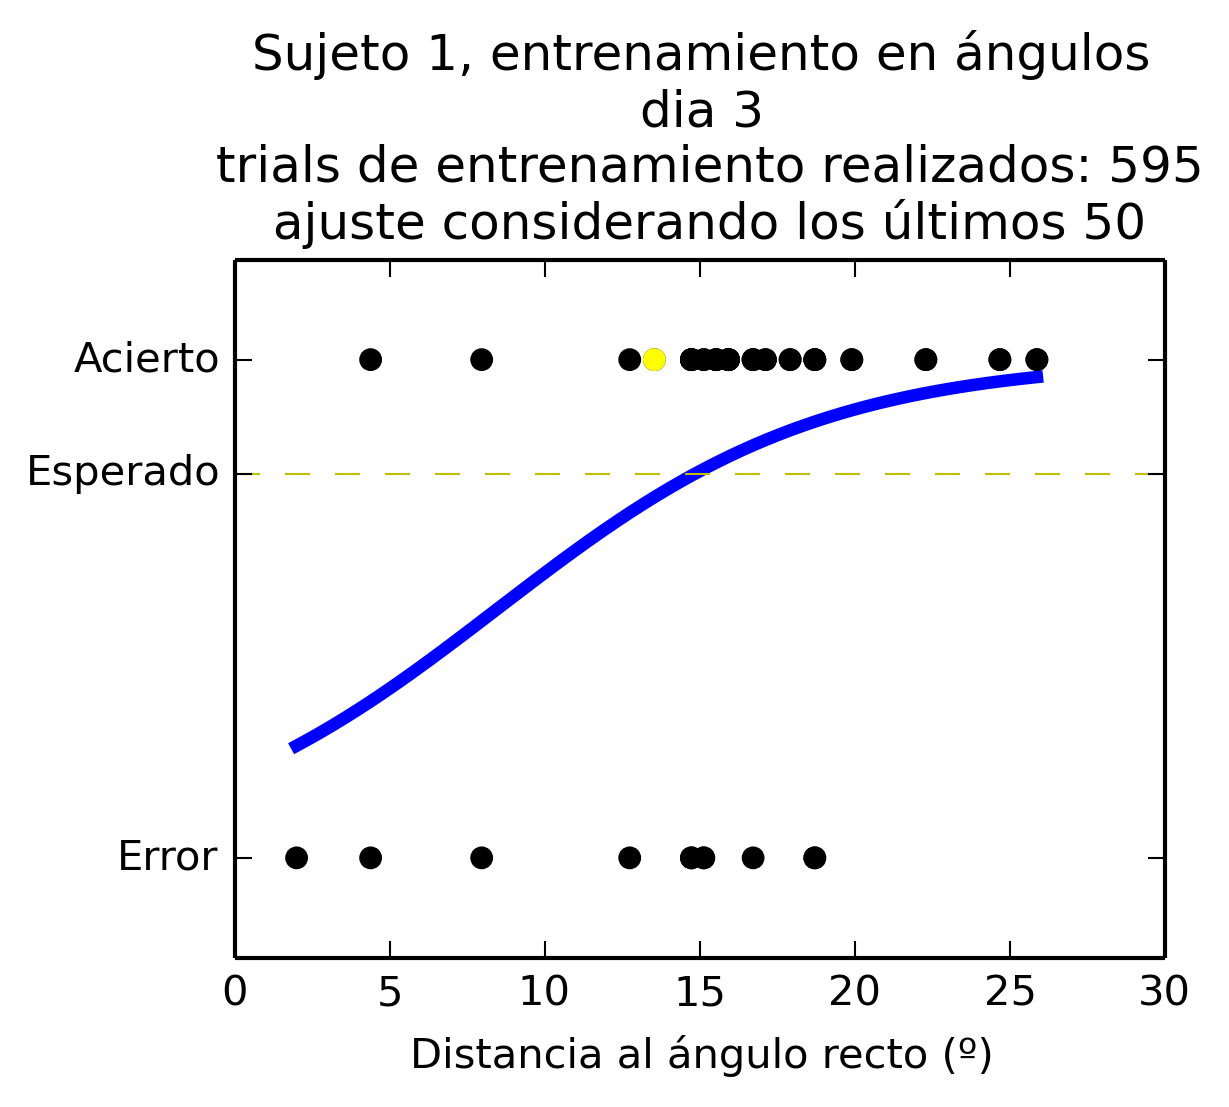 Sujeto 1, entrenamiento en ángulos
dia 3
trials de entrenamiento realizados: 595
ajuste considerando los últimos 50
Acierto
Esperado
Error
0 5 10 15 20 25 30
Distancia al ángulo recto (º)